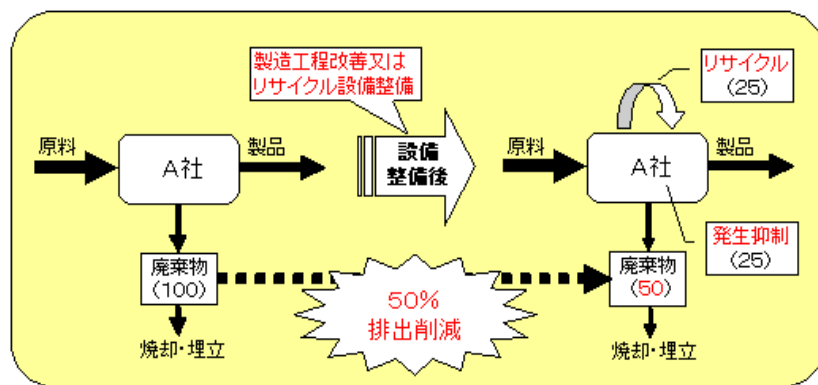 製造工程改善又は
リサイクル設備整備
リサイクル
(25)
原料
A社
製品
設備
整備後
原料
A社
製品
発生抑制
(25)
廃棄物
(100)
50%
排出削減
廃棄物
(50)
焼却・埋立
焼却・埋立